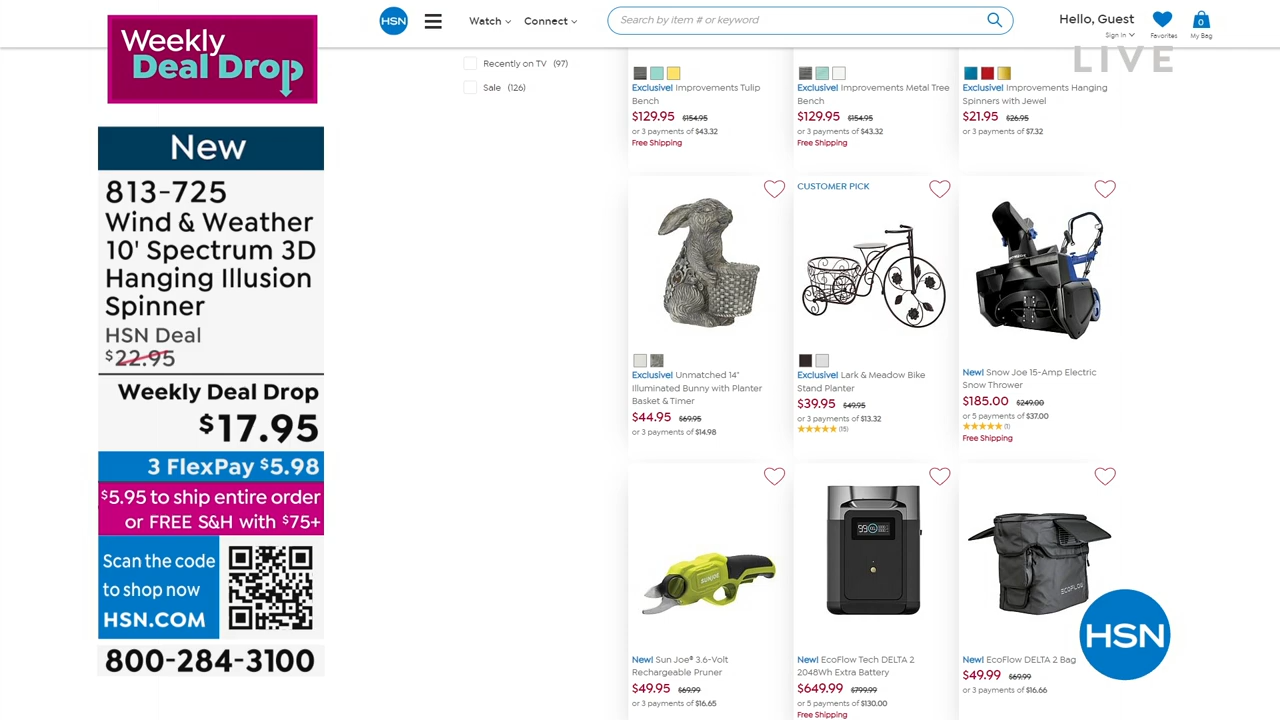 Weekly
Deal Drop
New
813-725
Wind & Weather
10' Spectrum 3D
Hanging Illusion
Spinner
HSN Deal
$22.95
Weekly Deal Drop
$17.95
3 FlexPay $5.98
$5.95 to ship entire order
or FREE S&H with $75+
Scan the code
to shop now
HSN.COM
800-284-3100
HSN
Watch
Connect
Search by item # or keyword
Hello, Guest
Sign In
Favorites
0
My Bag
LIVE
Recently on TV (97)
Sale (126)
Exclusive! Improvements Tulip
Bench
$129.95 $154.95
or 3 payments of $43.32
Free Shipping
Exclusive! Improvements Metal Tree
Bench
$129.95 $154.95
or 3 payments of $43.32
Free Shipping
Exclusive! Improvements Hanging
Spinners with Jewel
$21.95 $26.95
or 3 payments of $7.32
Exclusive! Unmatched 14"
Illuminated Bunny with Planter
Basket & Timer
$44.95 $69.95
or 3 payments of $14.98
CUSTOMER PICK
Exclusive! Lark & Meadow Bike
Stand Planter
$39.95 $49.95
or 3 payments of $13.32
(15)
New! Snow Joe 15-Amp Electric
Snow Thrower
$185.00 $249.00
or 5 payments of $37.00
(1)
Free Shipping
SUNJOE
New! Sun Joe® 3.6-Volt
Rechargeable Pruner
$49.95 $69.99
or 3 payments of $16.65
99
New! EcoFlow Tech DELTA 2
2048Wh Extra Battery
$649.99 $799.99
or 5 payments of $130.00
Free Shipping
ECOFLOW
New! EcoFlow DELTA 2 Bag
$49.99 $69.99
or 3 payments of $16.66
HSN